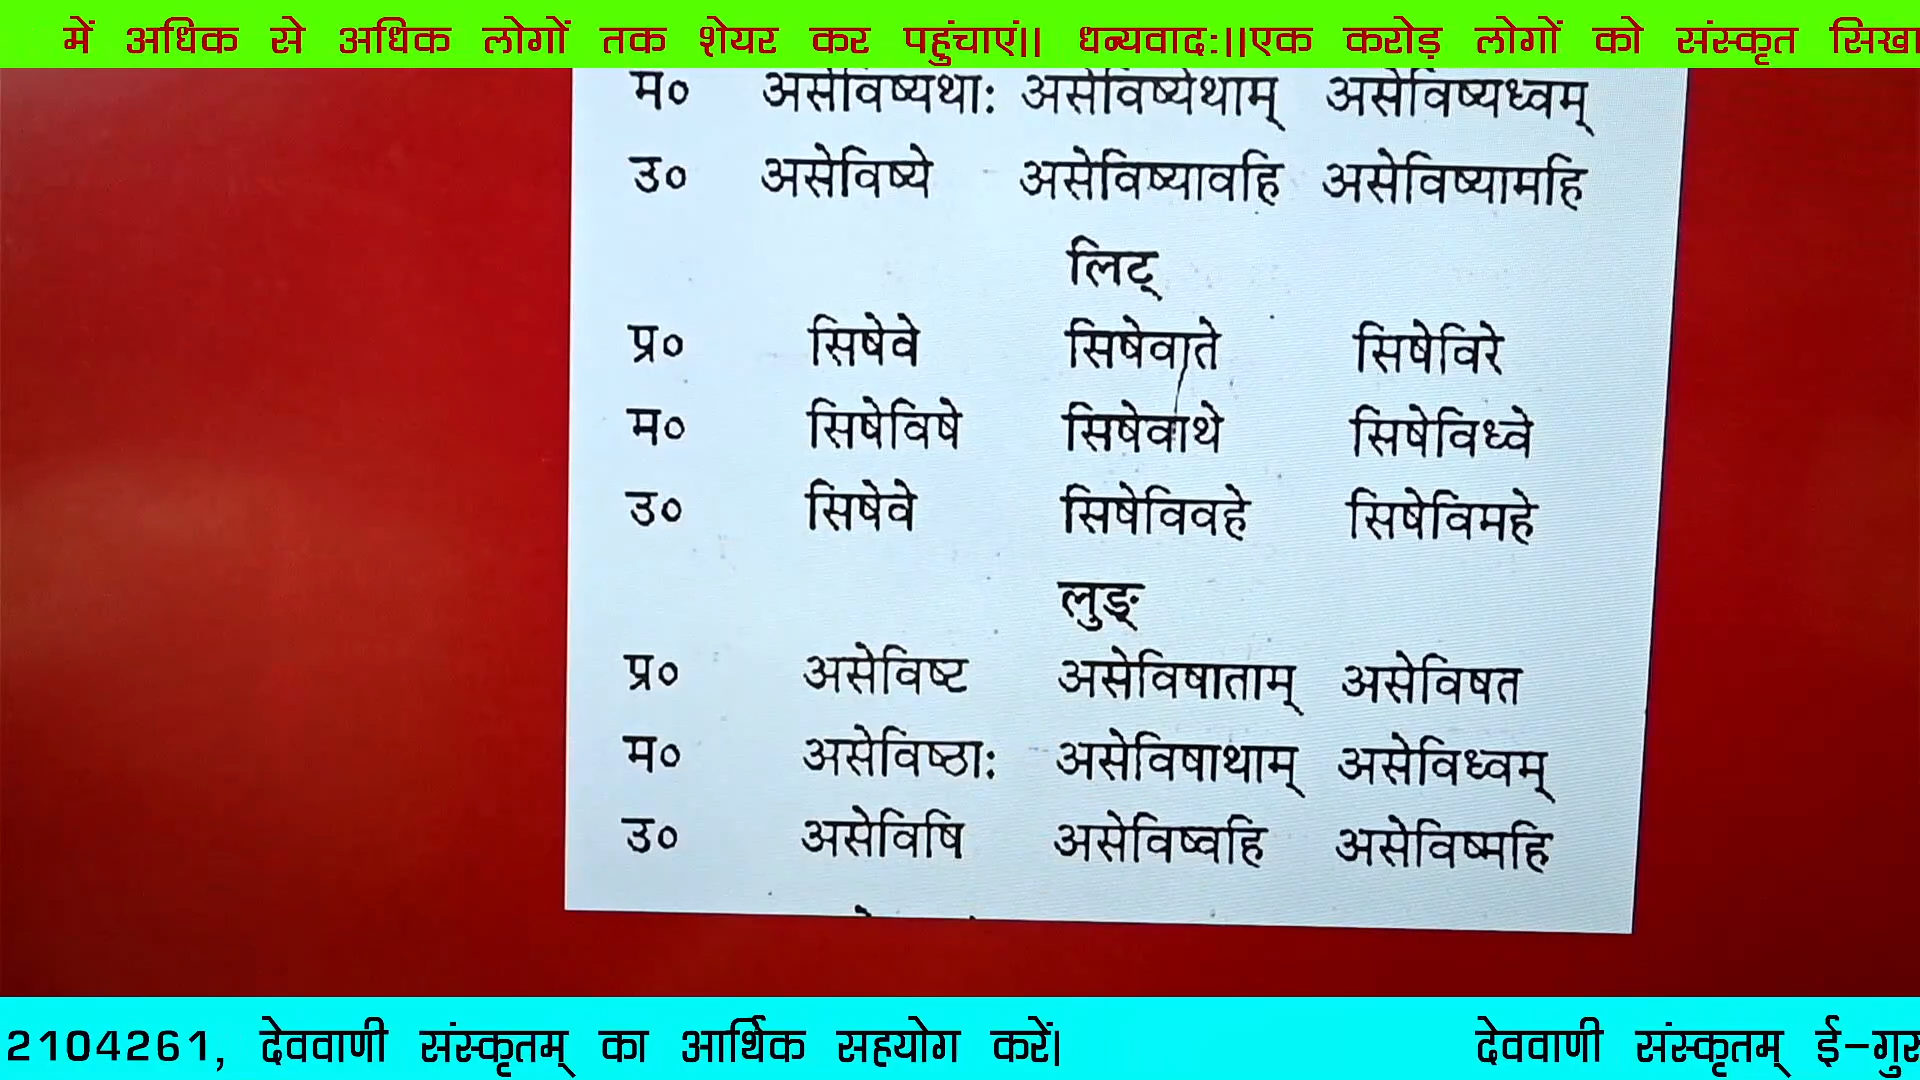 में अधिक से अधिक लोगों तक शेयर कर पहुंचाएं।। धन्यवादः।।एक करोड़ लोगों को संस्कृत
म० असेविष्यथाः असेविष्येथाम् असेविष्यध्वम्
उ० असेविष्ये असेविष्यावहि असेविष्यामहि
लिट्
प्र० सिषेवे सिषेवाते सिषेविरे
म० सिषेविषे सिषेवाथे सिषेविध्वे
उ० सिषेवे सिषेविवहे सिषेविमहे
लुङ्
प्र० असेविष्ट असेविषाताम् असेविषत
म० असेविष्ठाः असेविषाथाम् असेविध्वम्
उ० असेविषि असेविष्वहि असेविष्महि
2104261, देववाणी संस्कृतम् का आर्थिक सहयोग करें। देववाणी संस्कृतम्